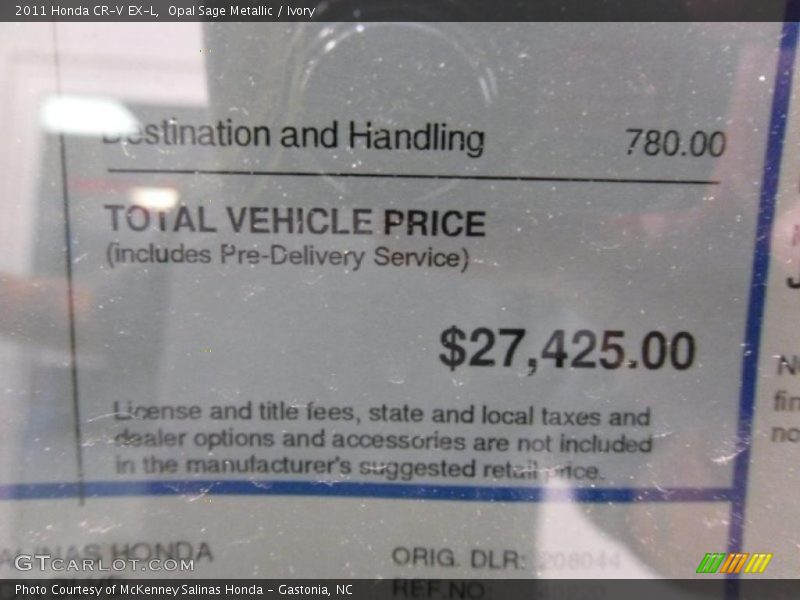 2011 Honda CR-V EX-L, Opal Sage Metallic / Ivory
Destination and Handling 780.00
TOTAL VEHICLE PRICE
(includes Pre-Delivery Service)
$27,425.00
License and title fees, state and local taxes and
dealer options and accessories are not included
in the manufacturer's suggested retail price.
HONDA
ORIG. DLR: 208044
REF.NO
GTCARLOT.COM
Photo Courtesy of McKenney Salinas Honda - Gastonia, NC